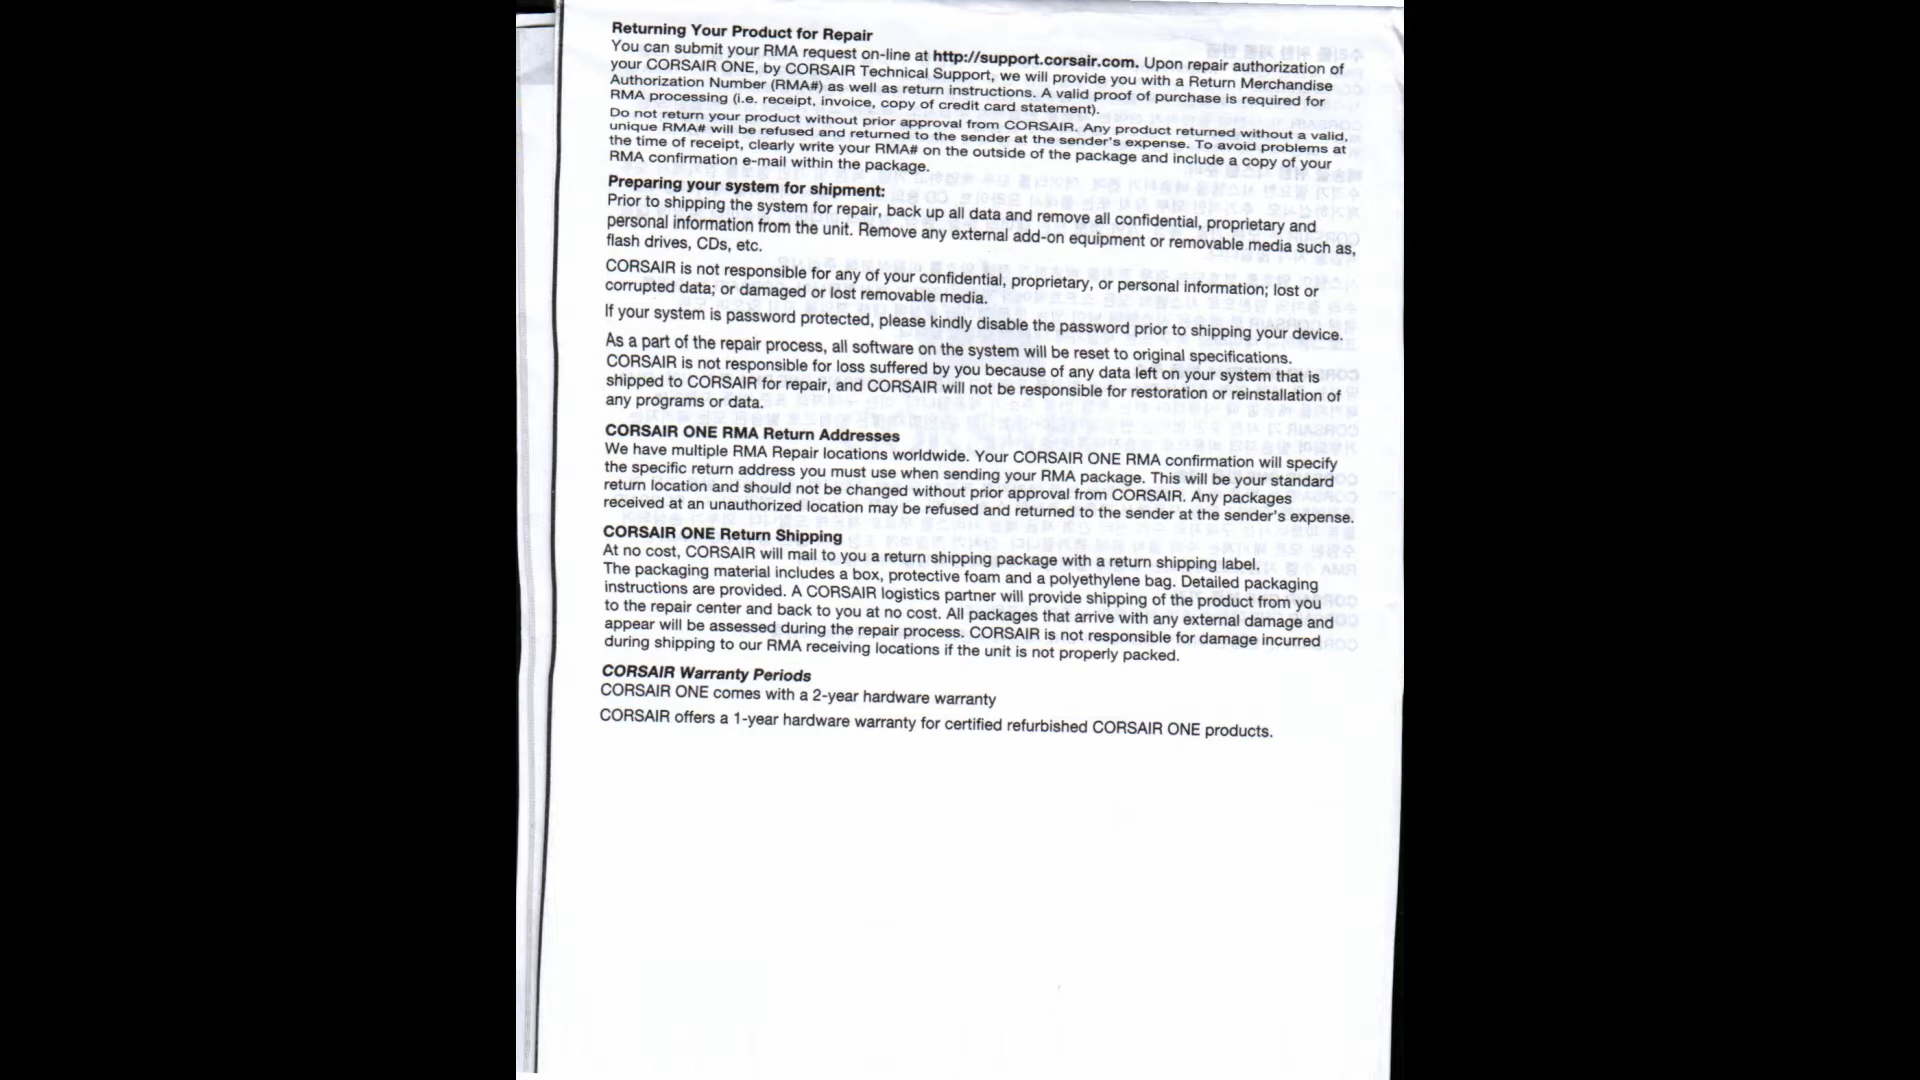 Returning Your Product for Repair
You can submit your RMA request on-line at http://support.corsair.com. Upon repair authorization of
your CORSAIR ONE, by CORSAIR Technical Support, we will provide you with a Return Merchandise
Authorization Number (RMA#) as well as return instructions. A valid proof of purchase is required for
RMA processing (i.e. receipt, invoice, copy of credit card statement).
Do not return your product without prior approval from CORSAIR. Any product returned without a valid,
unique RMA# will be refused and returned to the sender at the sender's expense. To avoid problems at
the time of receipt, clearly write your RMA# on the outside of the package and include a copy of your
RMA confirmation e-mail within the package.
Preparing your system for shipment:
Prior to shipping the system for repair, back up all data and remove all confidential, proprietary and
personal information from the unit. Remove any external add-on equipment or removable media such as,
flash drives, CDs, etc.
CORSAIR is not responsible for any of your confidential, proprietary, or personal information; lost or
corrupted data; or damaged or lost removable media.
If your system is password protected, please kindly disable the password prior to shipping your device.
As a part of the repair process, all software on the system will be reset to original specifications.
CORSAIR is not responsible for loss suffered by you because of any data left on your system that is
shipped to CORSAIR for repair, and CORSAIR will not be responsible for restoration or reinstallation of
any programs or data.
CORSAIR ONE RMA Return Addresses
We have multiple RMA Repair locations worldwide. Your CORSAIR ONE RMA confirmation will specify
the specific return address you must use when sending your RMA package. This will be your standard
return location and should not be changed without prior approval from CORSAIR. Any packages
received at an unauthorized location may be refused and returned to the sender at the sender's expense.
CORSAIR ONE Return Shipping
At no cost, CORSAIR will mail to you a return shipping package with a return shipping label.
The packaging material includes a box, protective foam and a polyethylene bag. Detailed packaging
instructions are provided. A CORSAIR logistics partner will provide shipping of the product from you
to the repair center and back to you at no cost. All packages that arrive with any external damage and
appear will be assessed during the repair process. CORSAIR is not responsible for damage incurred
during shipping to our RMA receiving locations if the unit is not properly packed.
CORSAIR Warranty Periods
CORSAIR ONE comes with a 2-year hardware warranty
CORSAIR offers a 1-year hardware warranty for certified refurbished CORSAIR ONE products.